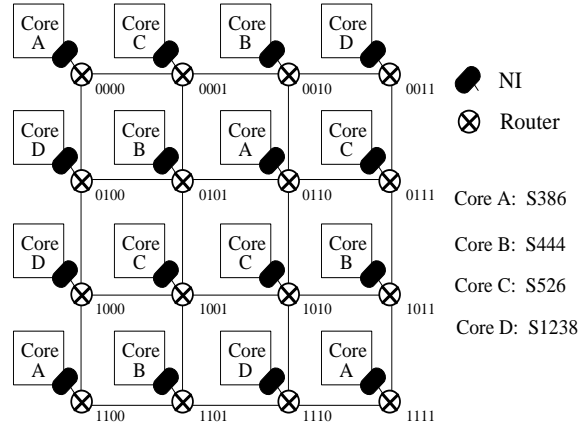 Core A Core C Core B Core D
0000 0001 0010 0011
NI
Router
Core D Core B Core A Core C
0100 0101 0110 0111
Core A: S386
Core B: S444
Core C: S526
Core D: S1238
Core D Core C Core C Core B
1000 1001 1010 1011
Core A Core B Core D Core A
1100 1101 1110 1111